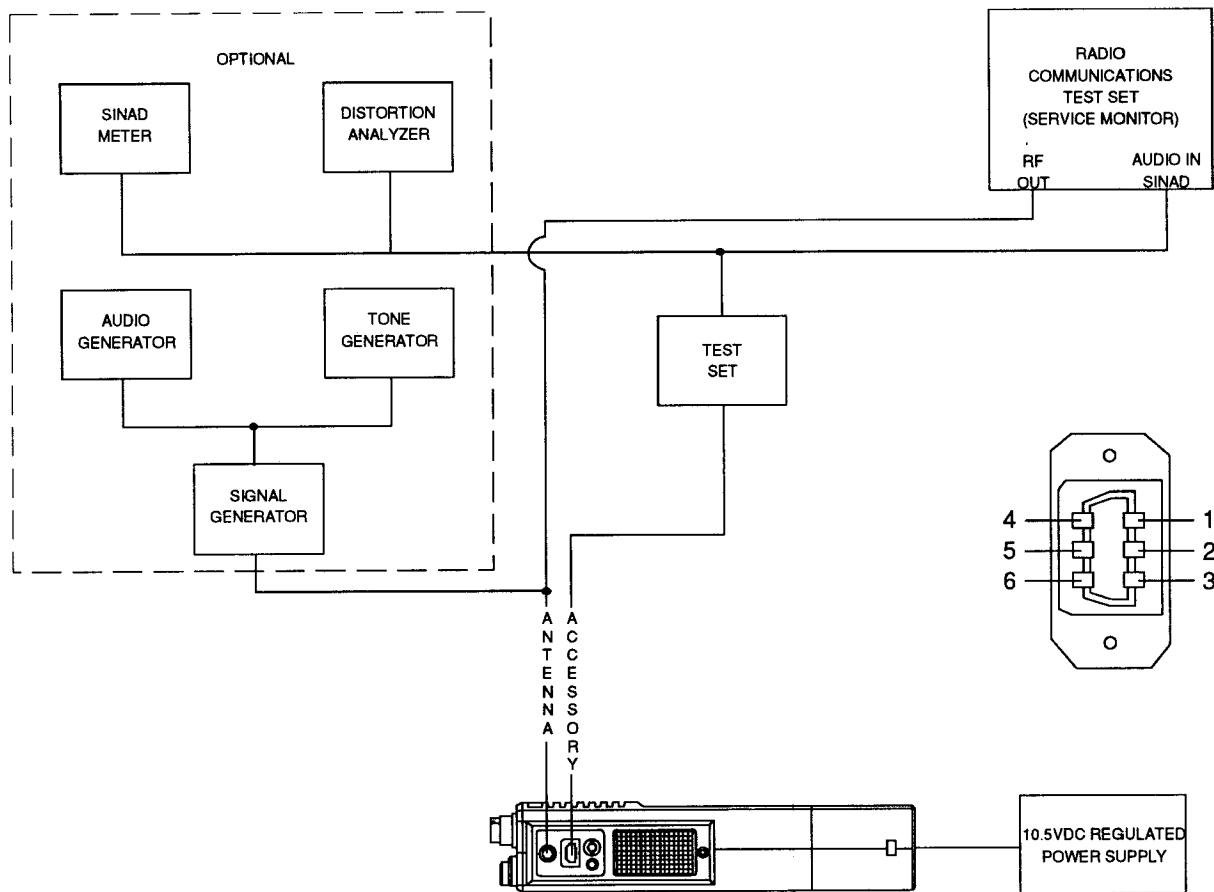 OPTIONAL
SINAD
METER
DISTORTION
ANALYZER
RADIO
COMMUNICATIONS
TEST SET
(SERVICE MONITOR)
RF
OUT
AUDIO IN
SINAD
AUDIO
GENERATOR
TONE
GENERATOR
TEST
SET
SIGNAL
GENERATOR
4
5
6
1
2
3
ANTENNA
ACCESSORY
10.5VDC REGULATED
POWER SUPPLY